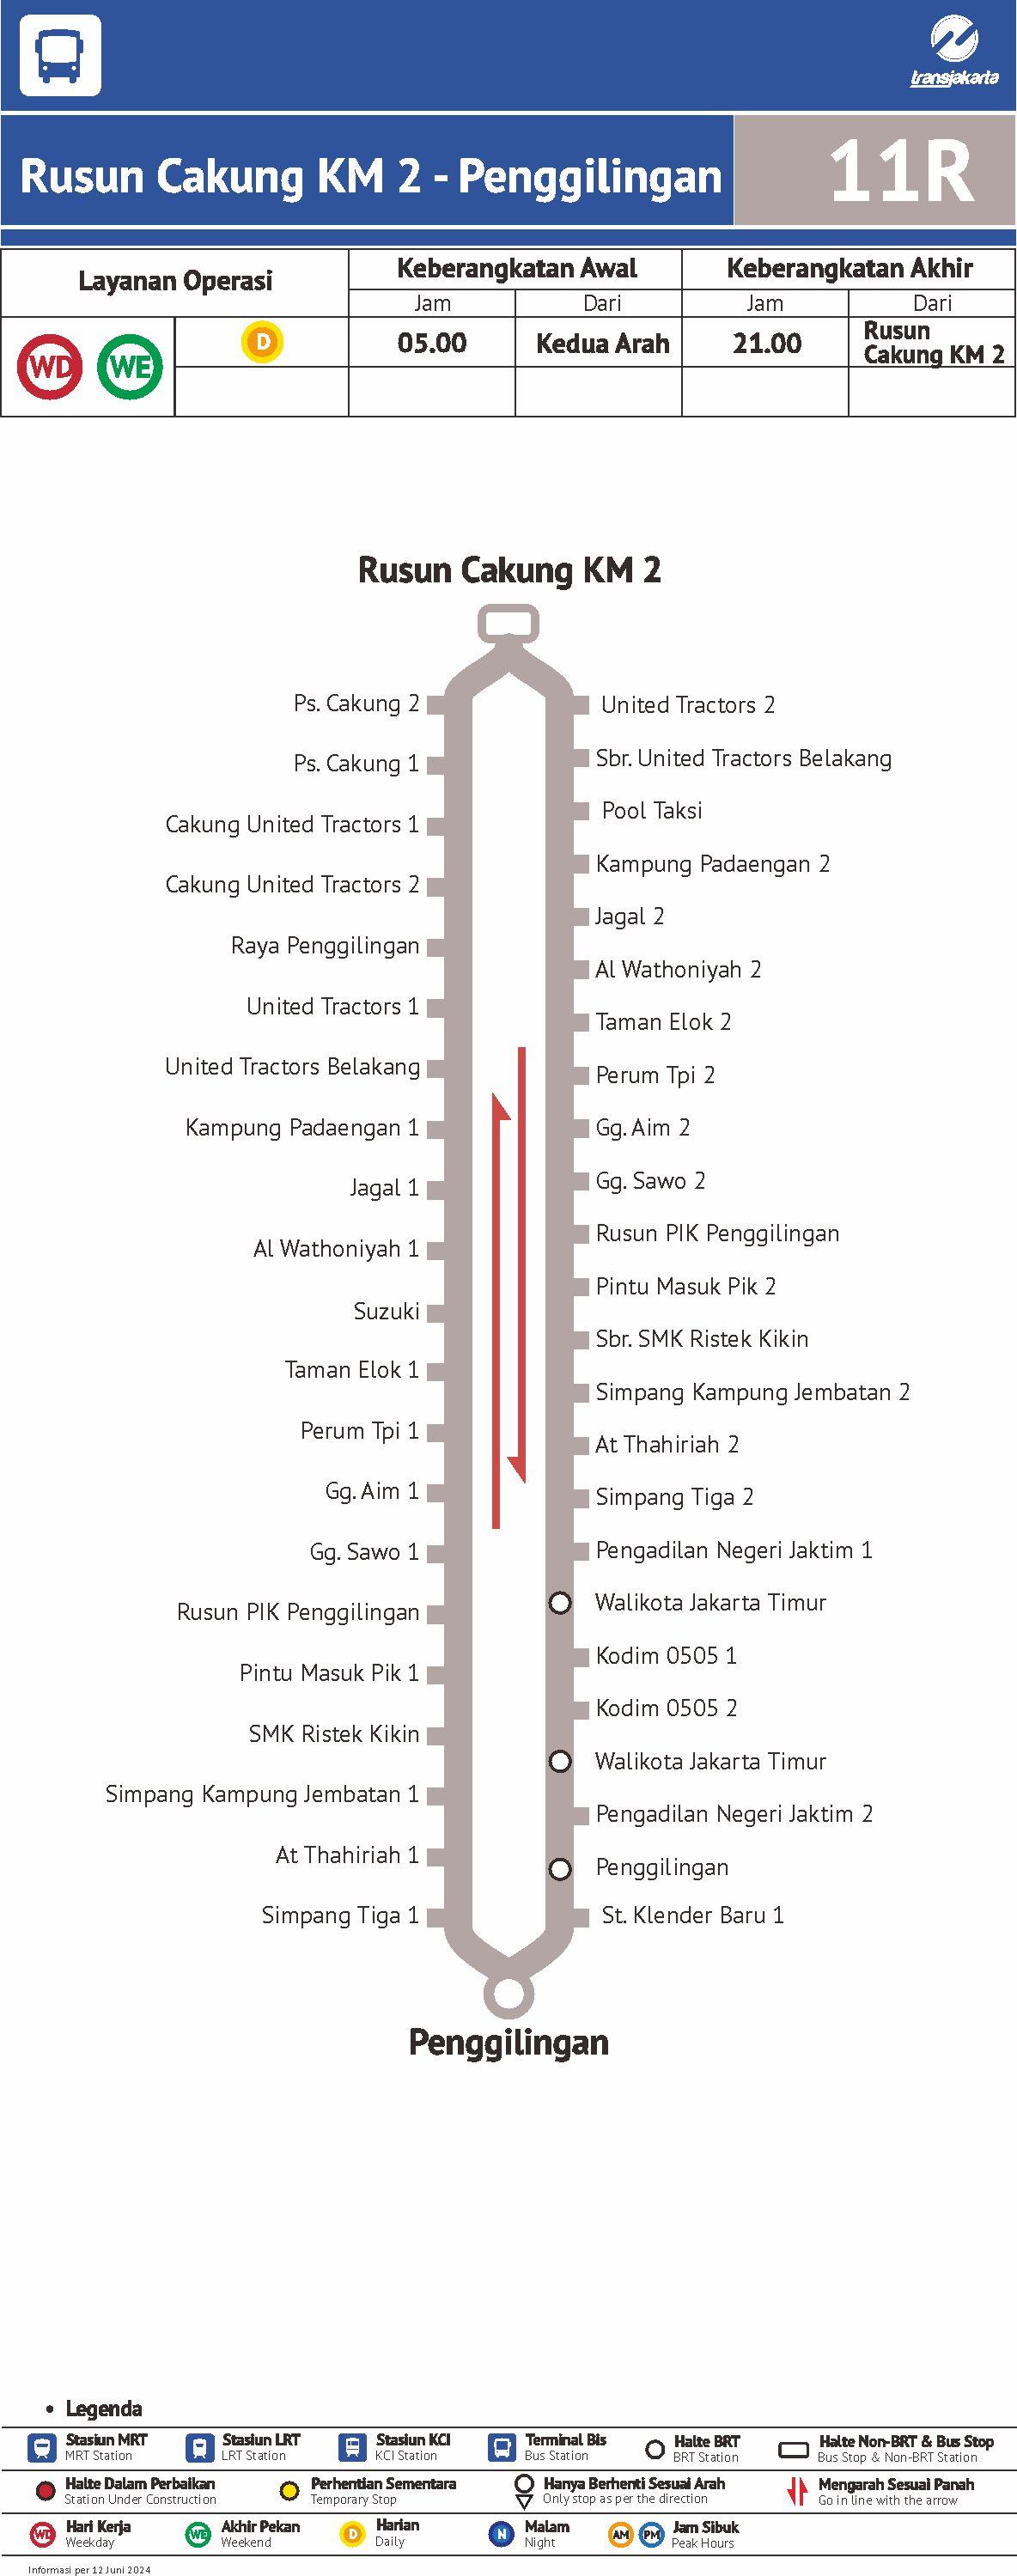 transjakarta
Rusun Cakung KM 2 - Penggilingan
11R
Layanan Operasi
Keberangkatan Awal
Keberangkatan Akhir
Jam
Dari
Jam
Dari
WD
WE
D
05.00
Kedua Arah
21.00
Rusun
Cakung KM 2
Rusun Cakung KM 2
Ps. Cakung 2
Ps. Cakung 1
Cakung United Tractors 1
Cakung United Tractors 2
Raya Penggilingan
United Tractors 1
United Tractors Belakang
Kampung Padaengan 1
Jagal 1
Al Wathoniyah 1
Suzuki
Taman Elok 1
Perum Tpi 1
Gg. Aim 1
Gg. Sawo 1
Rusun PIK Penggilingan
Pintu Masuk Pik 1
SMK Ristek Kikin
Simpang Kampung Jembatan 1
At Thahiriah 1
Simpang Tiga 1
United Tractors 2
Sbr. United Tractors Belakang
Pool Taksi
Kampung Padaengan 2
Jagal 2
Al Wathoniyah 2
Taman Elok 2
Perum Tpi 2
Gg. Aim 2
Gg. Sawo 2
Rusun PIK Penggilingan
Pintu Masuk Pik 2
Sbr. SMK Ristek Kikin
Simpang Kampung Jembatan 2
At Thahiriah 2
Simpang Tiga 2
Pengadilan Negeri Jaktim 1
Walikota Jakarta Timur
Kodim 0505 1
Kodim 0505 2
Walikota Jakarta Timur
Pengadilan Negeri Jaktim 2
Penggilingan
St. Klender Baru 1
Penggilingan
• Legenda
Stasiun MRT
MRT Station
Stasiun LRT
LRT Station
Stasiun KCI
KCI Station
Terminal Bis
Bus Station
Halte BRT
BRT Station
Halte Non-BRT & Bus Stop
Bus Stop & Non-BRT Station
Halte Dalam Perbaikan
Station Under Construction
Perhentian Sementara
Temporary Stop
Hanya Berhenti Sesuai Arah
Only stop as per the direction
Mengarah Sesuai Panah
Go in line with the arrow
WD
Hari Kerja
Weekday
WE
Akhir Pekan
Weekend
D
Harian
Daily
N
Malam
Night
AM
PM
Jam Sibuk
Peak Hours
Informasi per 12 Juni 2024